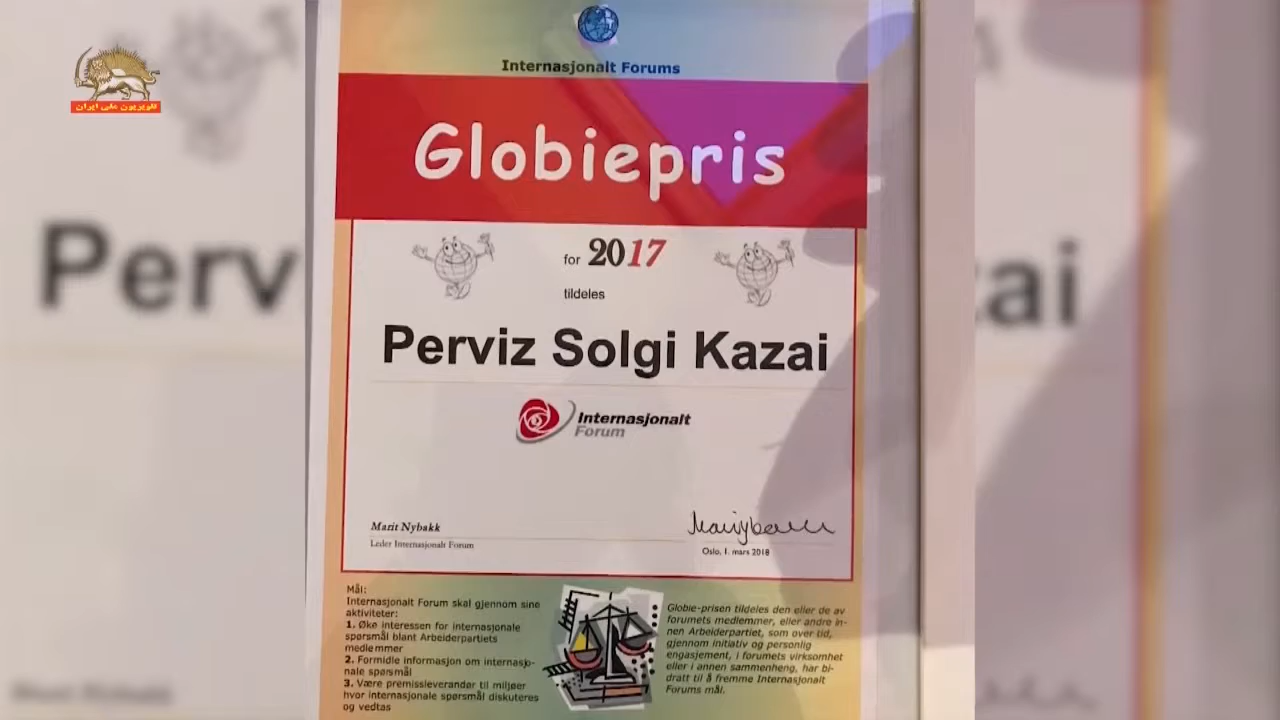 تلویزیون ملی ایران
Internasjonalt Forums
Globiepris
for 2017
tildeles
Perviz Solgi Kazai
Internasjonalt
Forum
Marit Nybakk
Leder Internasjonalt Forum
Oslo, 1. mars 2018
Mål:
Internasjonalt Forum skal gjennom sine
aktiviteter:
1. Øke interessen for internasjonale
spørsmål blant Arbeiderpartiets
medlemmer
2. Formidle informasjon om internasjo-
nale spørsmål
3. Være premissleverandør til miljøer
hvor internasjonale spørsmål diskuteres
og vedtas
Globie-prisen tildeles den eller de av
forumets medlemmer, eller andre in-
nen Arbeiderpartiet, som over tid,
gjennom initiativ og personlig
engasjement, i forumets virksomhet
eller i annen sammenheng, har bi-
dratt til å fremme Internasjonalt
Forums mål.